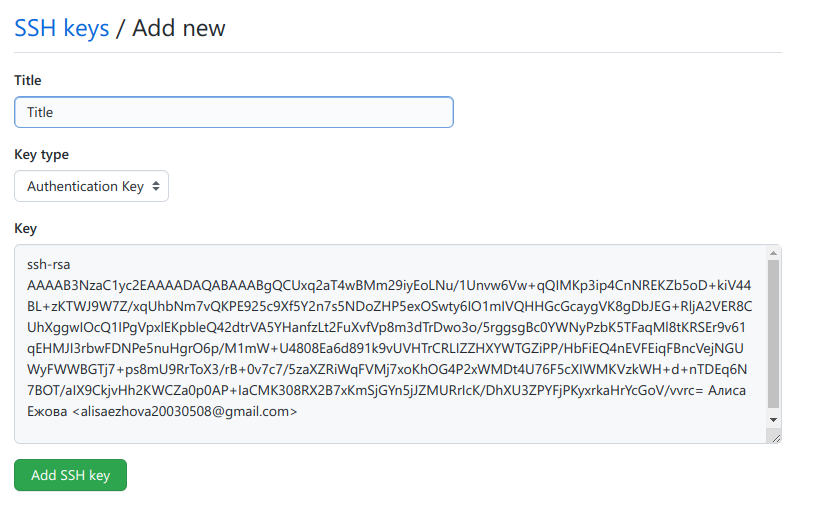 SSH keys / Add new
Title
Title
Key type
Authentication Key
Key
ssh-rsa
AAAAB3NzaC1yc2EAAAADAQABAAABgQCUxq2aT4wBMm29iyEoLNu/1Unvw6Vw+qQIMKp3ip4CnNREKZb5oD+kiV44
BL+zKTWJ9W7Z/xqUhbNm7vQKPE925c9Xf5Y2n7s5NDoZHP5exOSwty6IO1mIVQHHGcGcaygVK8gDbJEG+RljA2VER8C
UhXggwIOcQ1IPgVpxlEKpbleQ42dtrVA5YHanfzLt2FuXvfVp8m3dTrDwo3o/5rggsgBc0YWNyPzbK5TFaqMl8tKRSEr9v61
qEHMJI3rbwFDNPe5nuHgrO6p/M1mW+U4808Ea6d891k9vUVHTrCRLIZZHXYWTGZiPP/HbFiEQ4nEVFEiqFBncVejNGU
WyFWWBGTj7+ps8mU9RrToX3/rB+0v7c7/5zaXZRiWqFVMj7xoKhOG4P2xWMDt4U76F5cXIWMKVzkWH+d+nTDEq6N
7BOT/aIX9CkjvHh2KWCZa0p0AP+IaCMK308RX2B7xKmSjGYn5jJZMURrIcK/DhXU3ZPYFjPKyxrkaHrYcGoV/vvrc= Алиса
Ежова <alisaezhova20030508@gmail.com>
Add SSH key